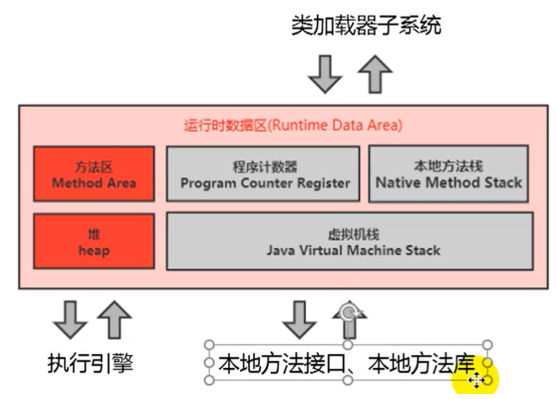 类加载器子系统
运行时数据区(Runtime Data Area)
方法区
Method Area
程序计数器
Program Counter Register
本地方法栈
Native Method Stack
堆
heap
虚拟机栈
Java Virtual Machine Stack
执行引擎
本地方法接口、本地方法库